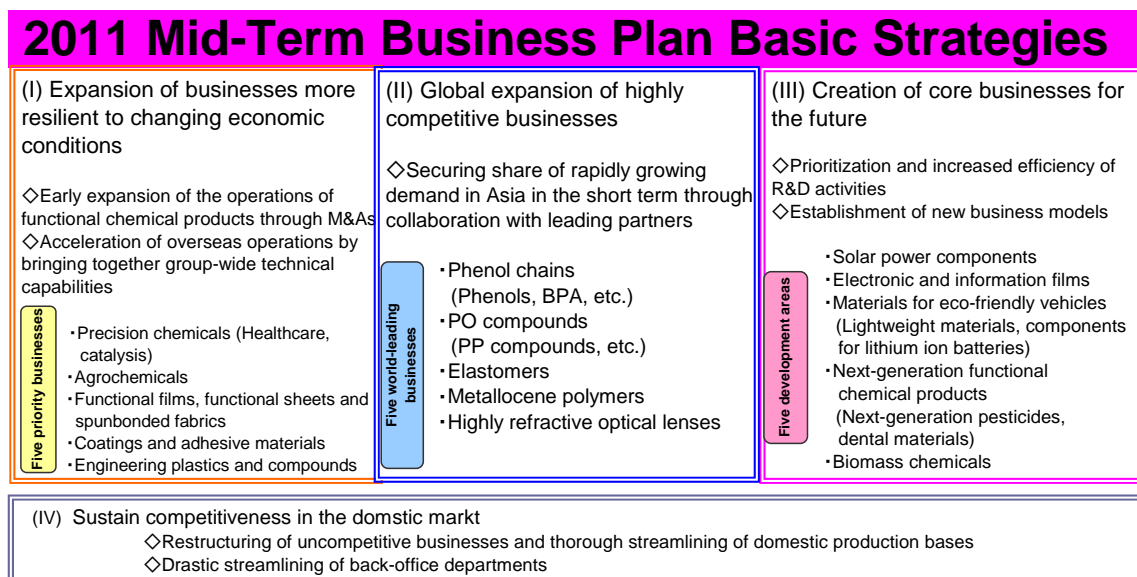 2011 Mid-Term Business Plan Basic Strategies
(I) Expansion of businesses more
resilient to changing economic
conditions
◇Early expansion of the operations of
functional chemical products through M&As
◇Acceleration of overseas operations by
bringing together group-wide technical
capabilities
Five priority businesses
・Precision chemicals (Healthcare,
catalysis)
・Agrochemicals
・Functional films, functional sheets and
spunbonded fabrics
・Coatings and adhesive materials
・Engineering plastics and compounds
(II) Global expansion of highly
competitive businesses
◇Securing share of rapidly growing
demand in Asia in the short term through
collaboration with leading partners
Five world-leading
businesses
・Phenol chains
(Phenols, BPA, etc.)
・PO compounds
(PP compounds, etc.)
・Elastomers
・Metallocene polymers
・Highly refractive optical lenses
(III) Creation of core businesses for
the future
◇Prioritization and increased efficiency of
R&D activities
◇Establishment of new business models
Five development areas
・Solar power components
・Electronic and information films
・Materials for eco-friendly vehicles
(Lightweight materials, components
for lithium ion batteries)
・Next-generation functional
chemical products
(Next-generation pesticides,
dental materials)
・Biomass chemicals
(IV) Sustain competitiveness in the domstic markt
◇Restructuring of uncompetitive businesses and thorough streamlining of domestic production bases
◇Drastic streamlining of back-office departments